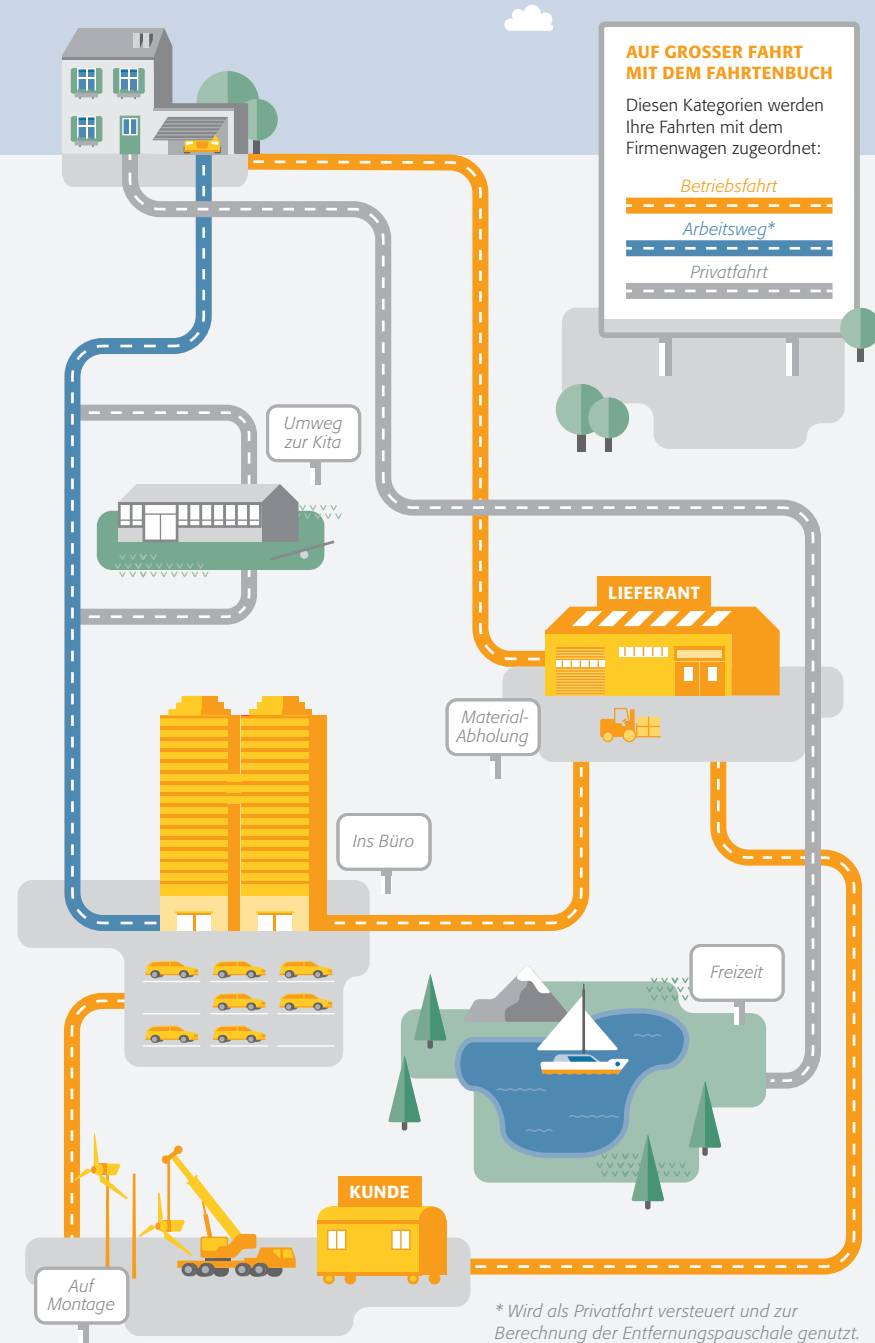 AUF GROSSER FAHRT
MIT DEM FAHRTENBUCH
Diesen Kategorien werden
Ihre Fahrten mit dem
Firmenwagen zugeordnet:
Betriebsfahrt
Arbeitsweg*
Privatfahrt
Umweg
zur Kita
LIEFERANT
Material-
Abholung
Ins Büro
Freizeit
KUNDE
Auf
Montage
* Wird als Privatfahrt versteuert und zur
Berechnung der Entfernungspauschale genutzt.